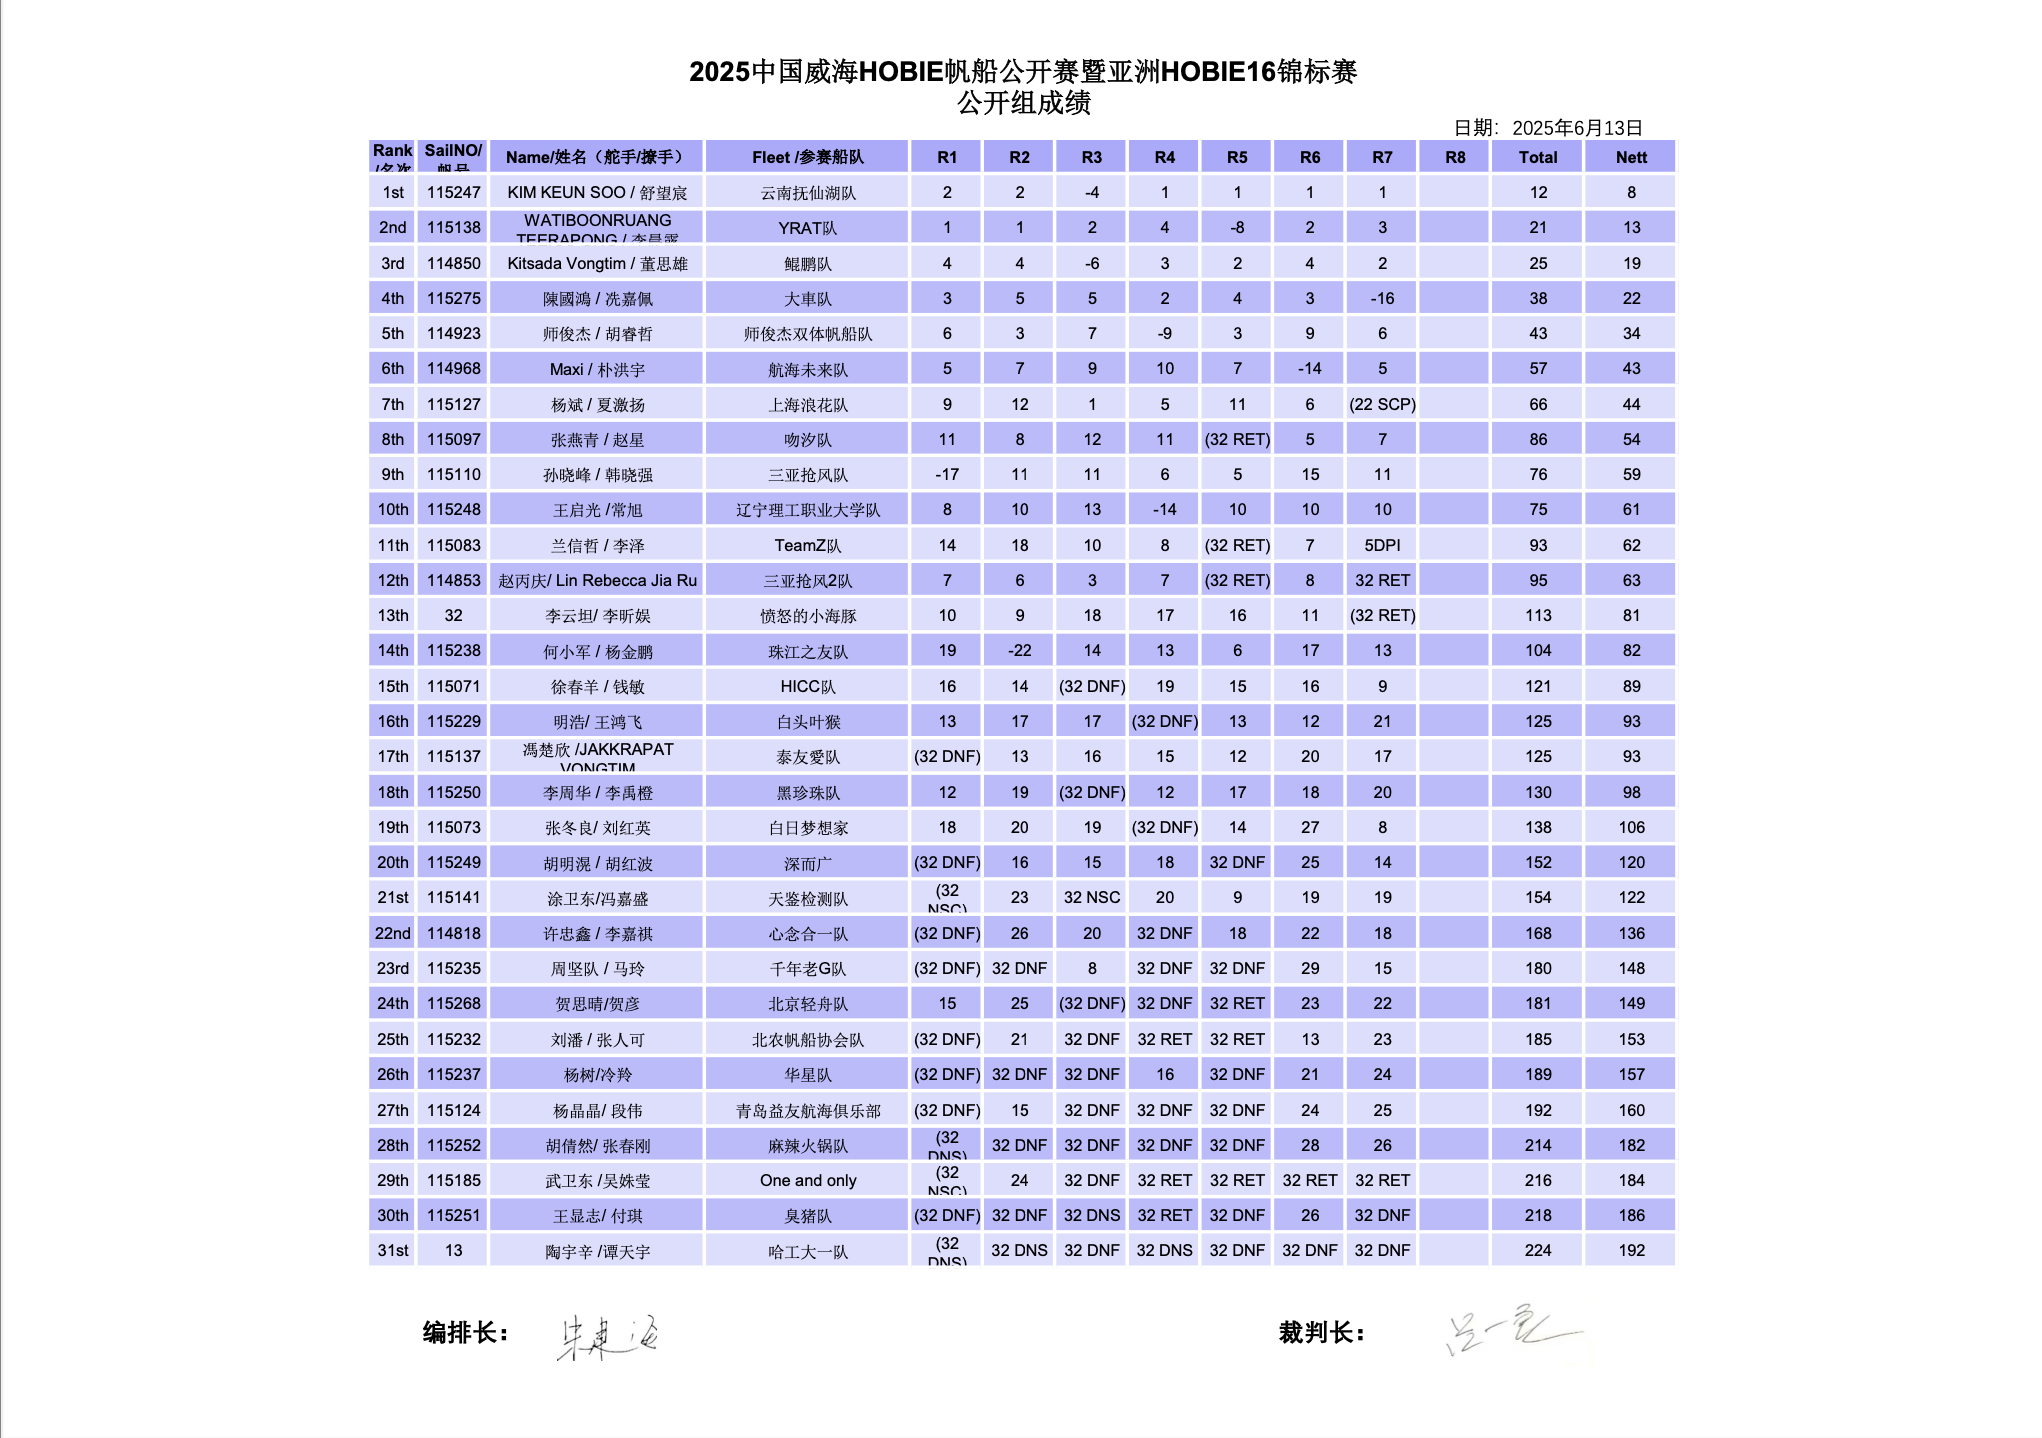 2025中国威海HOBIE帆船公开赛暨亚洲HOBIE16锦标赛
公开组成绩
日期：2025年6月13日
Rank/名次 SailNO/帆号 Name/姓名（舵手/撩手） Fleet /参赛船队 R1 R2 R3 R4 R5 R6 R7 R8 Total Nett
1st 115247 KIM KEUN SOO / 舒望宸 云南抚仙湖队 2 2 -4 1 1 1 1 12 8
2nd 115138 WATIBOONRUANG TEERAPONG / 李晨露 YRAT队 1 1 2 4 -8 2 3 21 13
3rd 114850 Kitsada Vongtim / 董思雄 鲲鹏队 4 4 -6 3 2 4 2 25 19
4th 115275 陳國鴻 / 冼嘉佩 大車队 3 5 5 2 4 3 -16 38 22
5th 114923 师俊杰 / 胡睿哲 师俊杰双体帆船队 6 3 7 -9 3 9 6 43 34
6th 114968 Maxi / 朴洪宇 航海未来队 5 7 9 10 7 -14 5 57 43
7th 115127 杨斌 / 夏激扬 上海浪花队 9 12 1 5 11 6 (22 SCP) 66 44
8th 115097 张燕青 / 赵星 吻汐队 11 8 12 11 (32 RET) 5 7 86 54
9th 115110 孙晓峰 / 韩晓强 三亚抢风队 -17 11 11 6 5 15 11 76 59
10th 115248 王启光 /常旭 辽宁理工职业大学队 8 10 13 -14 10 10 10 75 61
11th 115083 兰信哲 / 李泽 TeamZ队 14 18 10 8 (32 RET) 7 5DPI 93 62
12th 114853 赵丙庆/ Lin Rebecca Jia Ru 三亚抢风2队 7 6 3 7 (32 RET) 8 32 RET 95 63
13th 32 李云坦/ 李昕娱 愤怒的小海豚 10 9 18 17 16 11 (32 RET) 113 81
14th 115238 何小军 / 杨金鹏 珠江之友队 19 -22 14 13 6 17 13 104 82
15th 115071 徐春羊 / 钱敏 HICC队 16 14 (32 DNF) 19 15 16 9 121 89
16th 115229 明浩/ 王鸿飞 白头叶猴 13 17 17 (32 DNF) 13 12 21 125 93
17th 115137 馮楚欣 /JAKKRAPAT VONGTIM 泰友愛队 (32 DNF) 13 16 15 12 20 17 125 93
18th 115250 李周华 / 李禹橙 黑珍珠队 12 19 (32 DNF) 12 17 18 20 130 98
19th 115073 张冬良/ 刘红英 白日梦想家 18 20 19 (32 DNF) 14 27 8 138 106
20th 115249 胡明滉 / 胡红波 深而广 (32 DNF) 16 15 18 32 DNF 25 14 152 120
21st 115141 涂卫东/冯嘉盛 天鉴检测队 (32 NSC) 23 32 NSC 20 9 19 19 154 122
22nd 114818 许忠鑫 / 李嘉祺 心念合一队 (32 DNF) 26 20 32 DNF 18 22 18 168 136
23rd 115235 周坚队 / 马玲 千年老G队 (32 DNF) 32 DNF 8 32 DNF 32 DNF 29 15 180 148
24th 115268 贺思晴/贺彦 北京轻舟队 15 25 (32 DNF) 32 DNF 32 RET 23 22 181 149
25th 115232 刘潘 / 张人可 北农帆船协会队 (32 DNF) 21 32 DNF 32 RET 32 RET 13 23 185 153
26th 115237 杨树/冷羚 华星队 (32 DNF) 32 DNF 32 DNF 16 32 DNF 21 24 189 157
27th 115124 杨晶晶/ 段伟 青岛益友航海俱乐部 (32 DNF) 15 32 DNF 32 DNF 32 DNF 24 25 192 160
28th 115252 胡倩然/ 张春刚 麻辣火锅队 (32 DNS) 32 DNF 32 DNF 32 DNF 32 DNF 28 26 214 182
29th 115185 武卫东 /吴姝莹 One and only (32 NSC) 24 32 DNF 32 RET 32 RET 32 RET 32 RET 216 184
30th 115251 王显志/ 付琪 臭猪队 (32 DNF) 32 DNF 32 DNS 32 RET 32 DNF 26 32 DNF 218 186
31st 13 陶宇辛 /谭天宇 哈工大一队 (32 DNS) 32 DNS 32 DNF 32 DNS 32 DNF 32 DNF 32 DNF 224 192
编排长： 朱建海 裁判长：